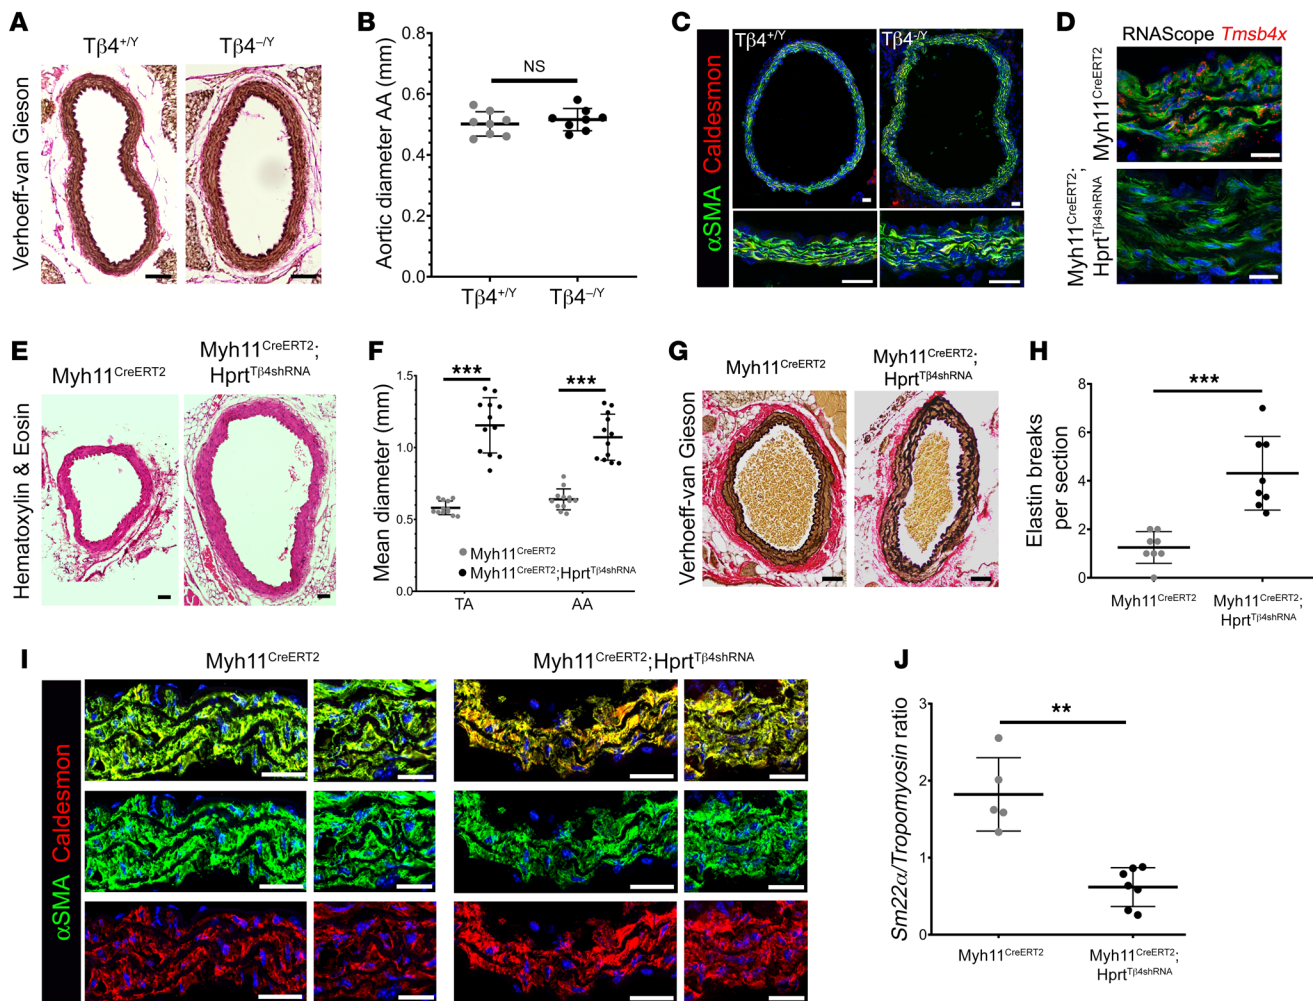 A
Tβ4+/Y
Tβ4–/Y
Verhoeff-van Gieson
B
Aortic diameter AA (mm)
0.8
0.6
0.4
0.2
0.0
NS
Tβ4+/Y
Tβ4–/Y
C
αSMA Caldesmon
Tβ4+/Y
Tβ4-/Y
D
RNAScope Tmsb4x
Myh11CreERT2
Myh11CreERT2;
HprtTβ4shRNA
E
Hematoxylin & Eosin
Myh11CreERT2
Myh11CreERT2;
HprtTβ4shRNA
F
Mean diameter (mm)
1.5
1.0
0.5
0.0
***
***
Myh11CreERT2
Myh11CreERT2;HprtTβ4shRNA
TA
AA
G
Verhoeff-van Gieson
Myh11CreERT2
Myh11CreERT2;
HprtTβ4shRNA
H
Elastin breaks
per section
8
6
4
2
0
***
Myh11CreERT2
Myh11CreERT2;
HprtTβ4shRNA
I
αSMA Caldesmon
Myh11CreERT2
Myh11CreERT2;HprtTβ4shRNA
J
Sm22α/Tropomyosin ratio
3
2
1
0
**
Myh11CreERT2
Myh11CreERT2;
HprtTβ4shRNA